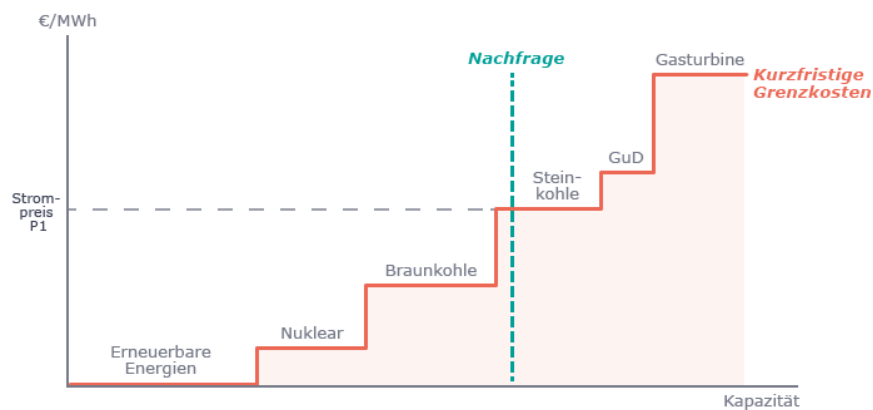 €/MWh
Nachfrage
Gasturbine
Kurzfristige
Grenzkosten
GuD
Stein-
kohle
Strom-
preis
P1
Braunkohle
Nuklear
Erneuerbare
Energien
Kapazität